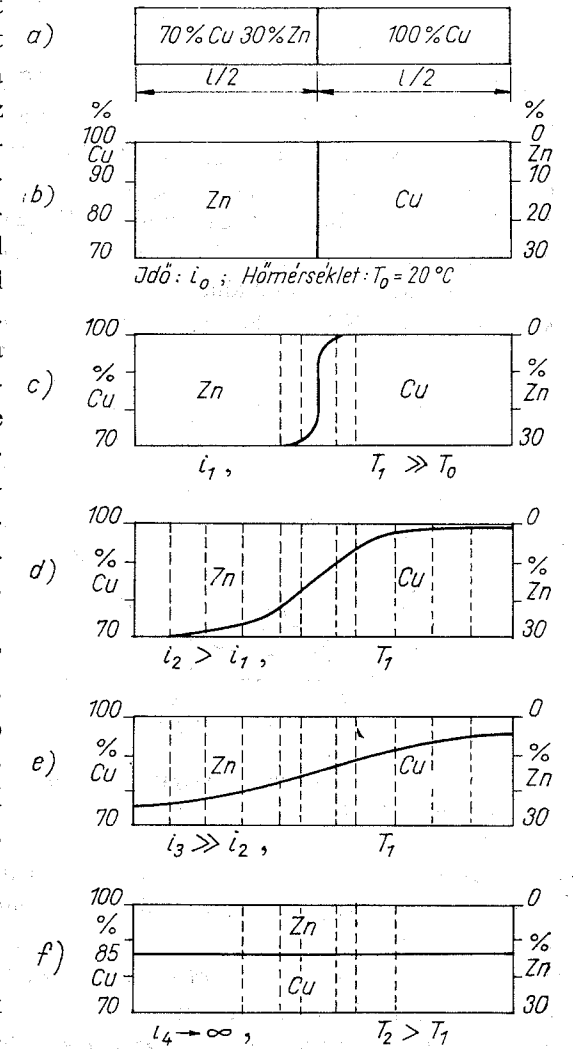 a) 70%Cu 30%Zn 100%Cu
l/2 l/2
% %
100 0
Cu Zn
90 10
b) Zn Cu
80 20
70 30
Idő: i₀ ; Hőmérséklet: T₀ = 20 °C
100 0
% %
c) Cu Zn Cu Zn
70 30
i₁ , T₁ ≫ T₀
100 0
% %
d) Cu Zn Cu Zn
70 30
i₂ > i₁ , T₁
100 0
% %
e) Cu Zn Cu Zn
70 30
i₃ ≫ i₂ , T₁
100 0
% Zn
f) 85 %
Cu Cu Zn
70 30
i₄ → ∞ , T₂ > T₁